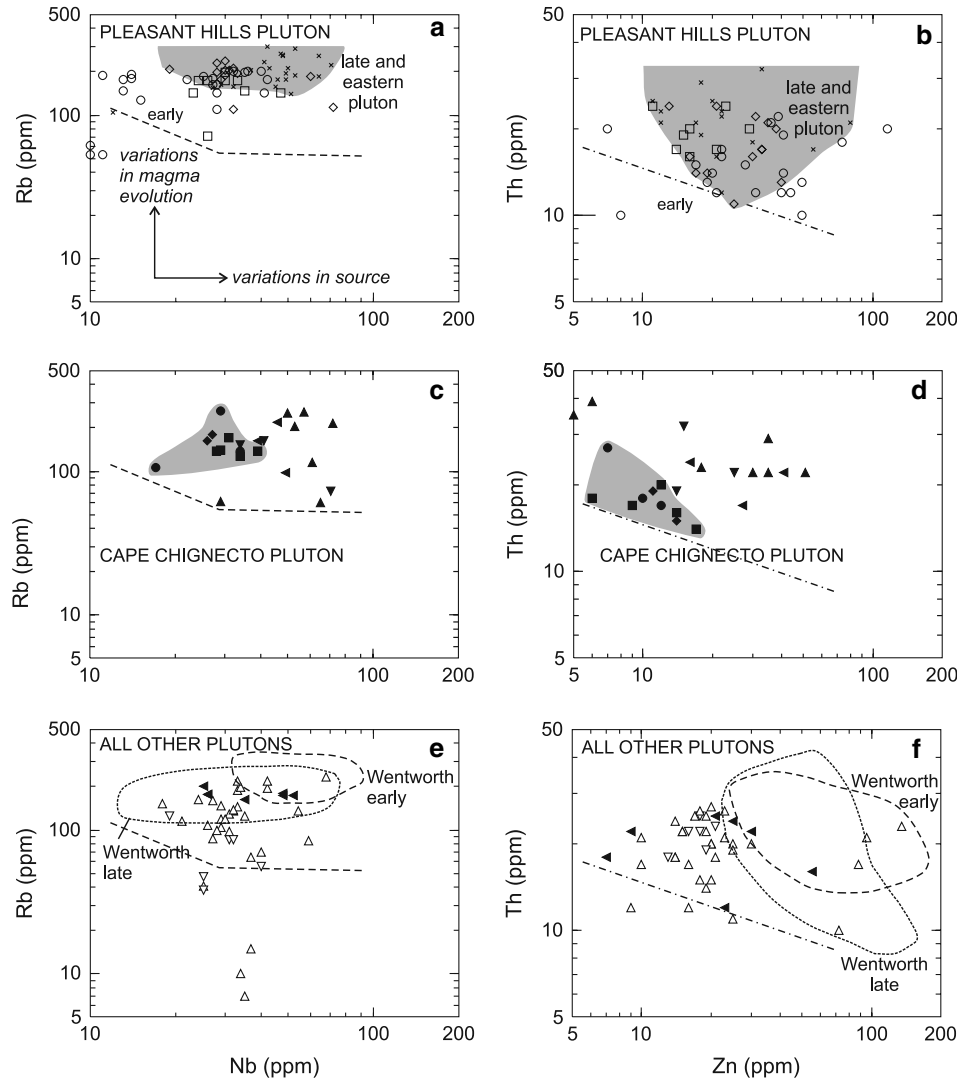 PLEASANT HILLS PLUTON
a
500
100
10
5
Rb (ppm)
late and
eastern
pluton
early
variations
in magma
evolution
variations in source
10
100
200
PLEASANT HILLS PLUTON
b
50
10
5
Th (ppm)
late and
eastern
pluton
early
5
10
100
200
c
500
100
10
5
Rb (ppm)
CAPE CHIGNECTO PLUTON
10
100
200
d
50
10
5
Th (ppm)
CAPE CHIGNECTO PLUTON
5
10
100
200
ALL OTHER PLUTONS
e
500
100
10
5
Rb (ppm)
Wentworth
early
Wentworth
late
10
100
200
Nb (ppm)
ALL OTHER PLUTONS
f
50
10
5
Th (ppm)
Wentworth
early
Wentworth
late
5
10
100
200
Zn (ppm)